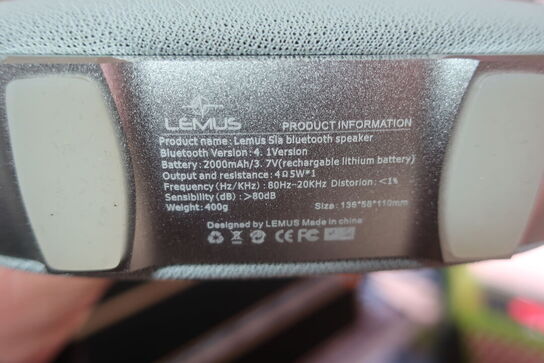 LEMUS
PRODUCT INFORMATION
Product name: Lemus Sia bluetooth speaker
Bluetooth Version: 4. 1Version
Battery: 2000mAh/3. 7V(rechargable lithium battery)
Output and resistance: 4Ω5W*1
Frequency(Hz/KHz) : 80Hz-20KHz Distorion: <1%
Sensibility(dB) : >80dB
Weight: 400g
Size: 136*58*110mm
Designed by LEMUS Made in china
CE FC